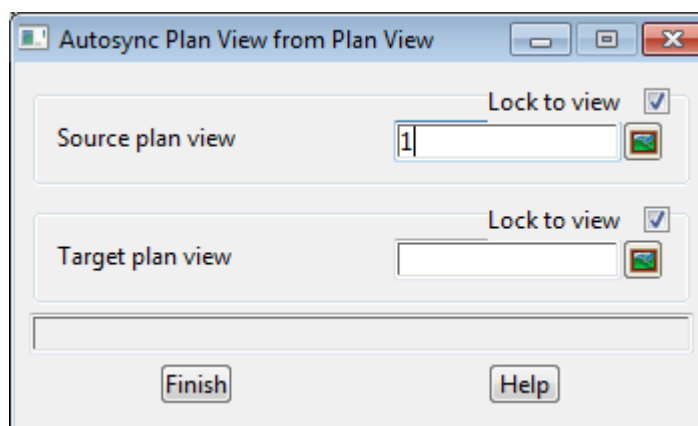 Autosync Plan View from Plan View
Lock to view
Source plan view 1
Lock to view
Target plan view
Finish Help